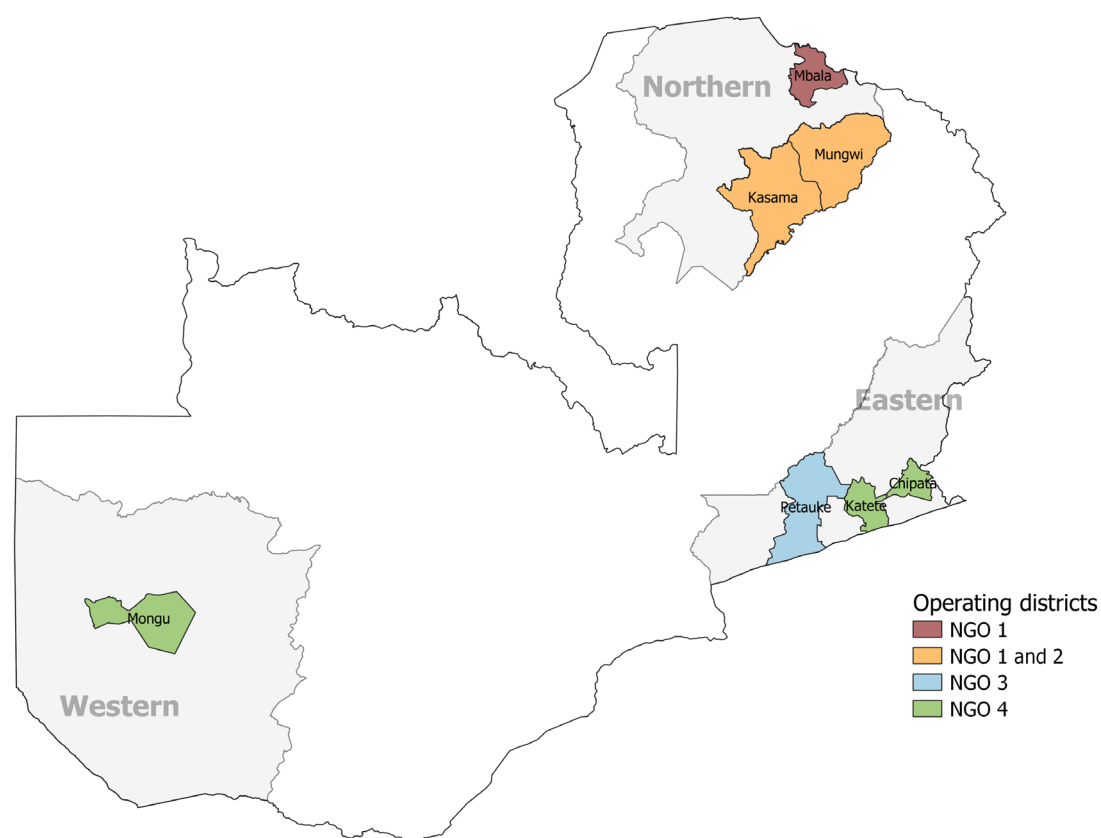 Mbala
Northern
Mungwi
Kasama
Eastern
Chipata
Petauke
Katete
Mongu
Western
Operating districts
NGO 1
NGO 1 and 2
NGO 3
NGO 4